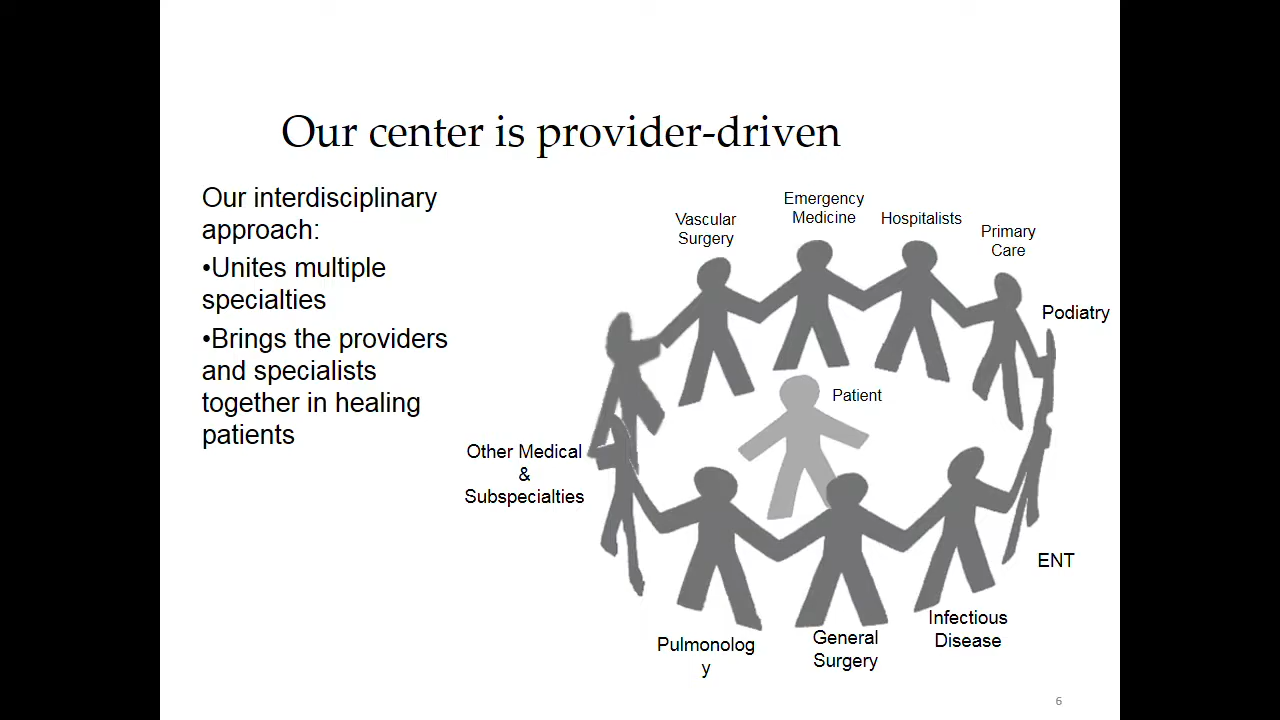 Our center is provider-driven
Our interdisciplinary
approach:
•Unites multiple
specialties
•Brings the providers
and specialists
together in healing
patients
Vascular
Surgery
Emergency
Medicine
Hospitalists
Primary
Care
Podiatry
Patient
Other Medical
&
Subspecialties
ENT
Infectious
Disease
General
Surgery
Pulmonolog
y
6